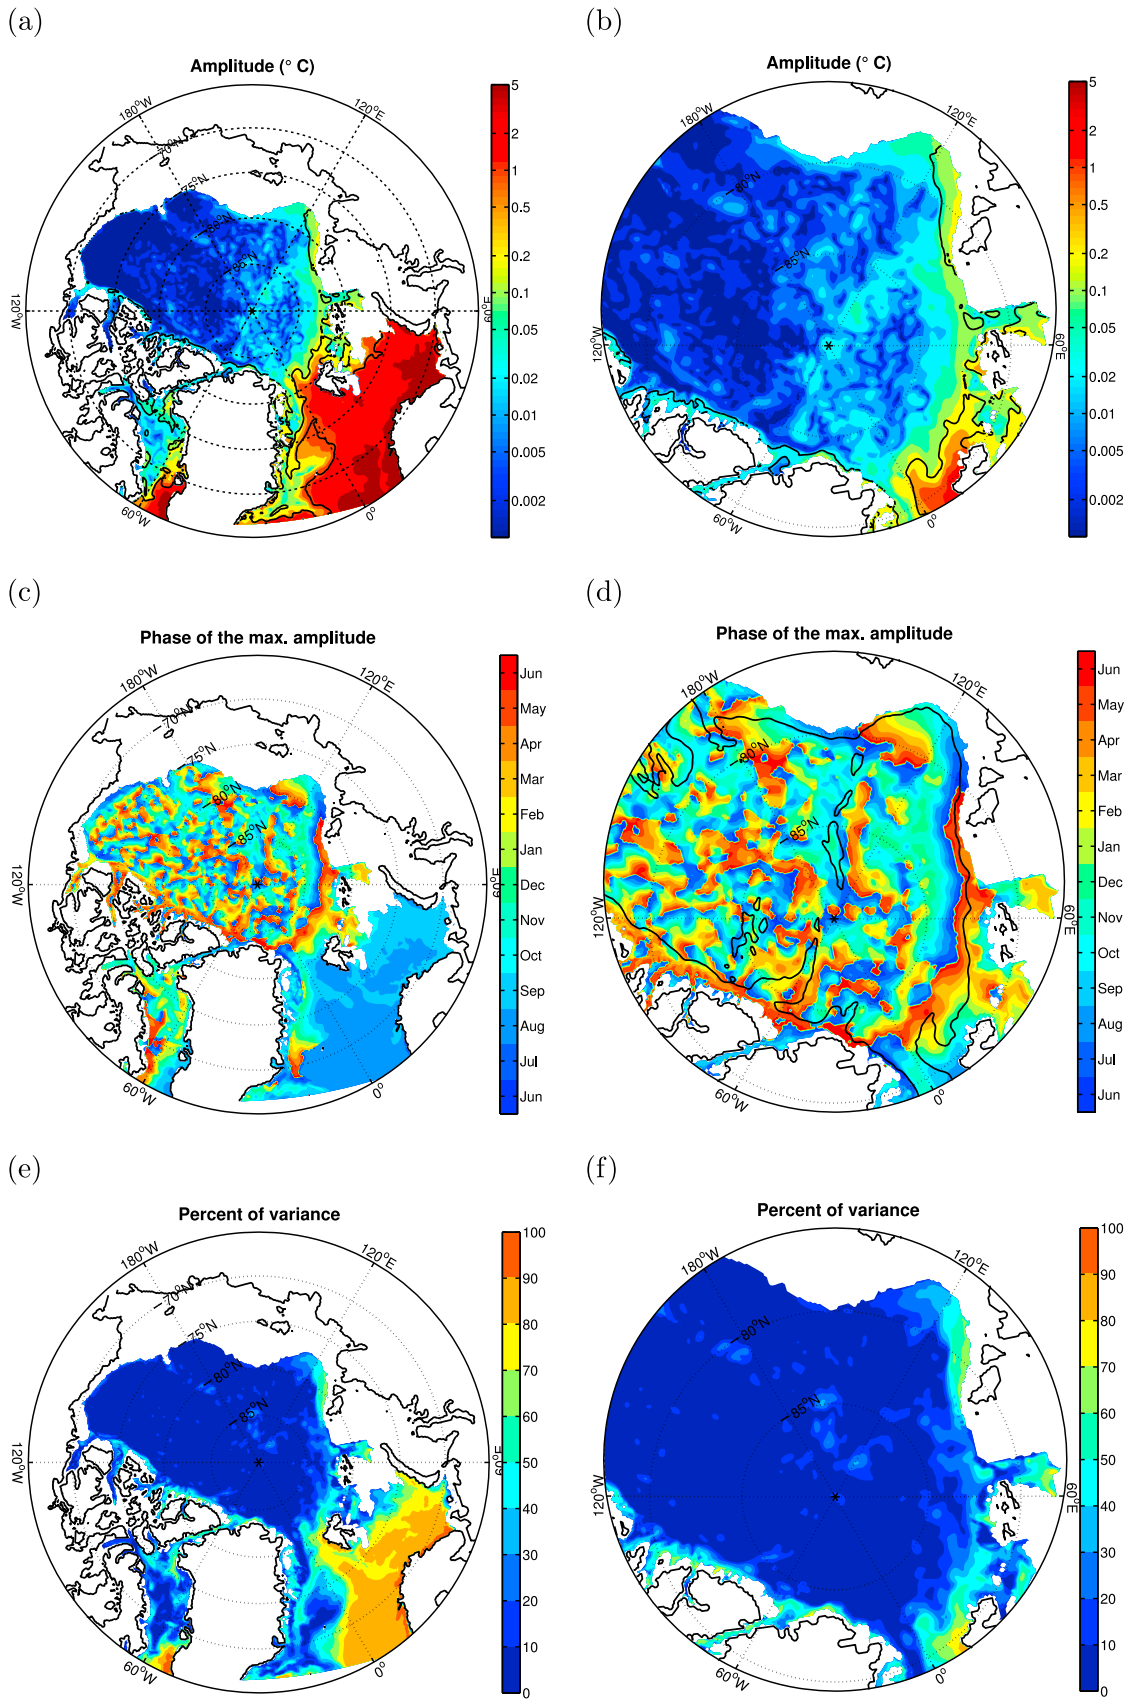 (a)
(b)
Amplitude (° C)
180°W
120°E
−70°N
−75°N
−80°N
−85°N
120°W
60°E
60°W
0°
5
2
1
0.5
0.2
0.1
0.05
0.02
0.01
0.005
0.002
Amplitude (° C)
180°W
120°E
−80°N
−85°N
120°W
60°E
60°W
0°
5
2
1
0.5
0.2
0.1
0.05
0.02
0.01
0.005
0.002
(c)
(d)
Phase of the max. amplitude
180°W
120°E
−70°N
−75°N
−80°N
−85°N
120°W
60°E
60°W
0°
Jun
May
Apr
Mar
Feb
Jan
Dec
Nov
Oct
Sep
Aug
Jul
Jun
Phase of the max. amplitude
180°W
120°E
−80°N
−85°N
120°W
60°E
60°W
0°
Jun
May
Apr
Mar
Feb
Jan
Dec
Nov
Oct
Sep
Aug
Jul
Jun
(e)
(f)
Percent of variance
180°W
120°E
−70°N
−75°N
−80°N
−85°N
120°W
60°E
60°W
0°
100
90
80
70
60
50
40
30
20
10
0
Percent of variance
180°W
120°E
−80°N
−85°N
120°W
60°E
60°W
0°
100
90
80
70
60
50
40
30
20
10
0